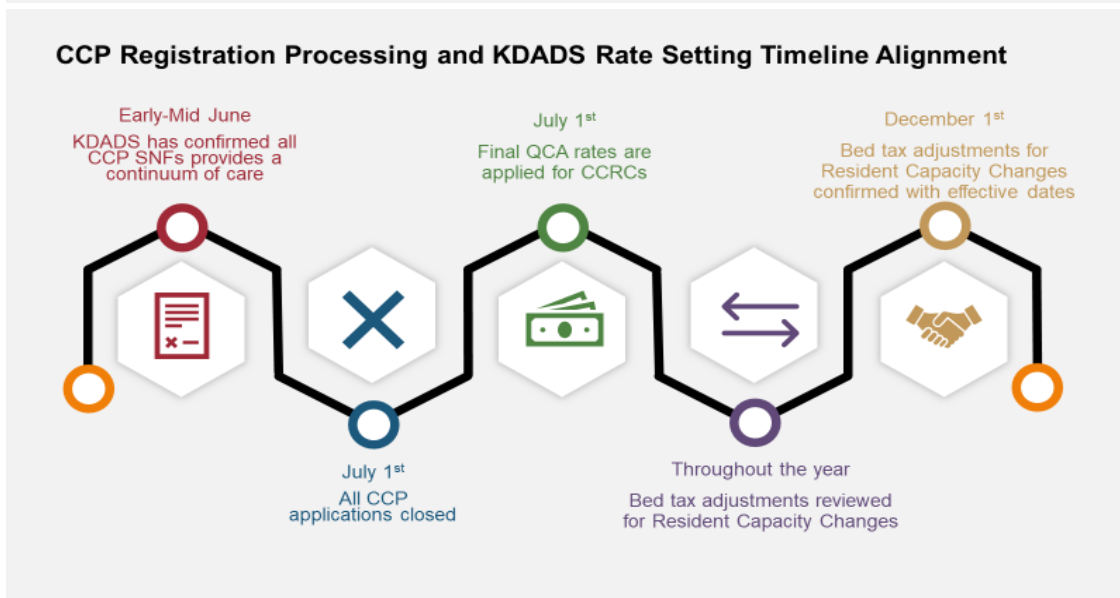 CCP Registration Processing and KDADS Rate Setting Timeline Alignment
Early-Mid June
KDADS has confirmed all
CCP SNFs provides a
continuum of care
July 1st
All CCP
applications closed
July 1st
Final QCA rates are
applied for CCRCs
Throughout the year
Bed tax adjustments reviewed
for Resident Capacity Changes
December 1st
Bed tax adjustments for
Resident Capacity Changes
confirmed with effective dates